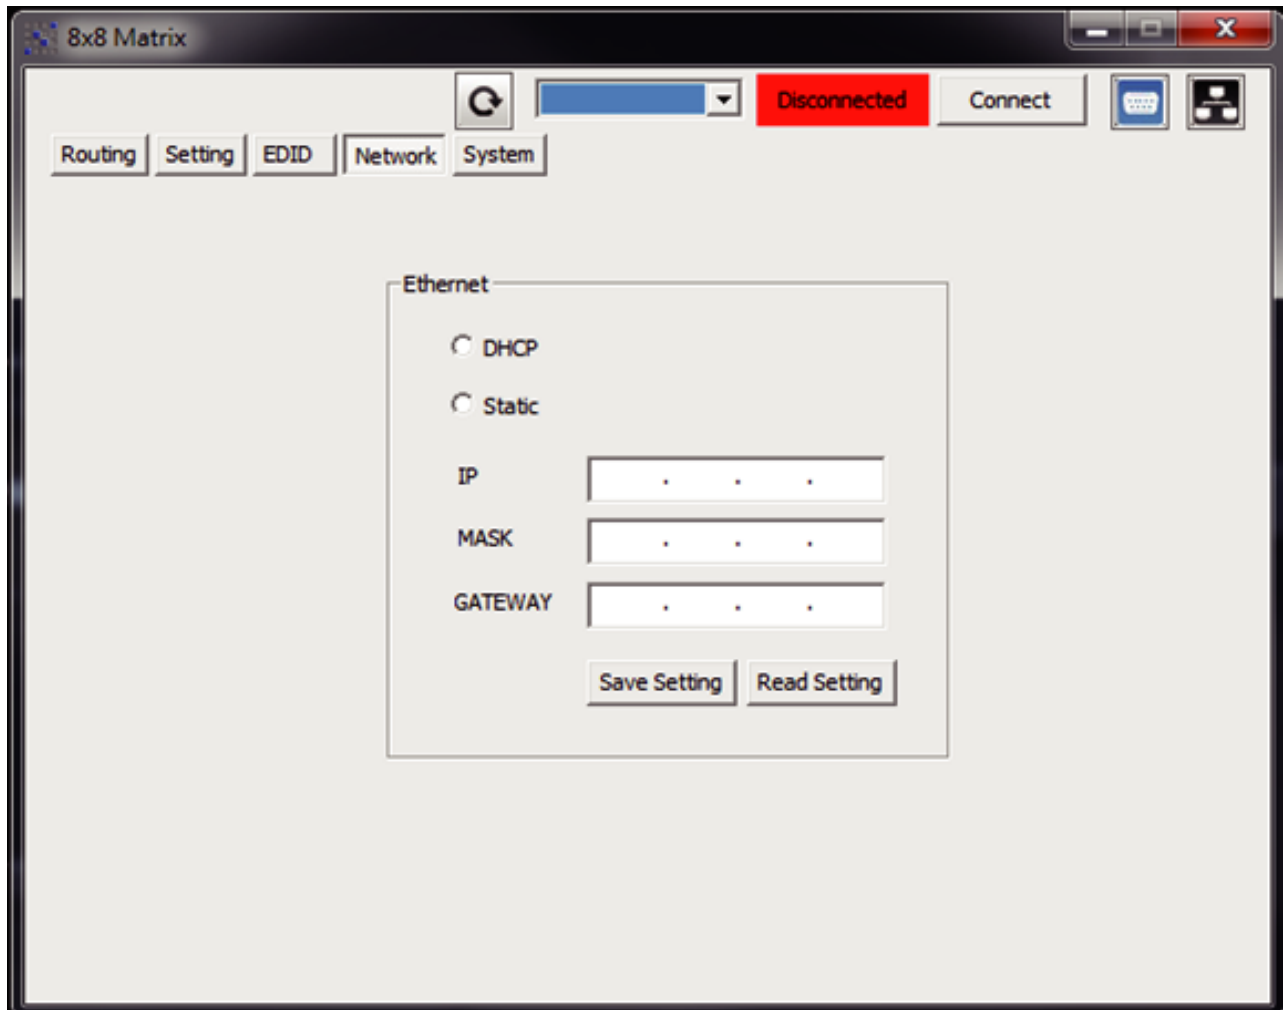 8x8 Matrix
Disconnected Connect
Routing Setting EDID Network System
Ethernet
DHCP
Static
IP . . .
MASK . . .
GATEWAY . . .
Save Setting Read Setting